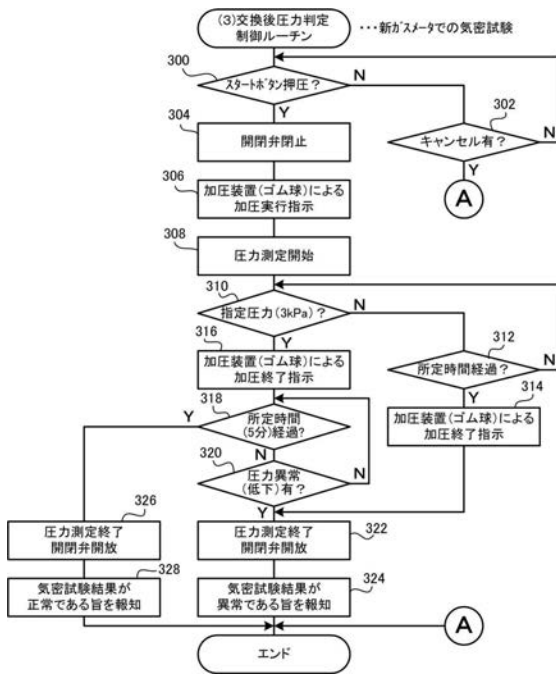 (3)交換後圧力判定
制御ルーチン
・・・新ガスメータでの気密試験
300
スタートボタン押圧？
N
Y
302
キャンセル有？
N
Y
A
304
開閉弁閉止
306
加圧装置(ゴム球)による
加圧実行指示
308
圧力測定開始
310
指定圧力(3kPa)？
N
Y
312
所定時間経過？
N
Y
314
加圧装置(ゴム球)による
加圧終了指示
316
加圧装置(ゴム球)による
加圧終了指示
318
所定時間
(5分)経過?
Y
N
320
圧力異常
(低下)有？
N
Y
326
圧力測定終了
開閉弁開放
322
圧力測定終了
開閉弁開放
328
気密試験結果が
正常である旨を報知
324
気密試験結果が
異常である旨を報知
A
エンド